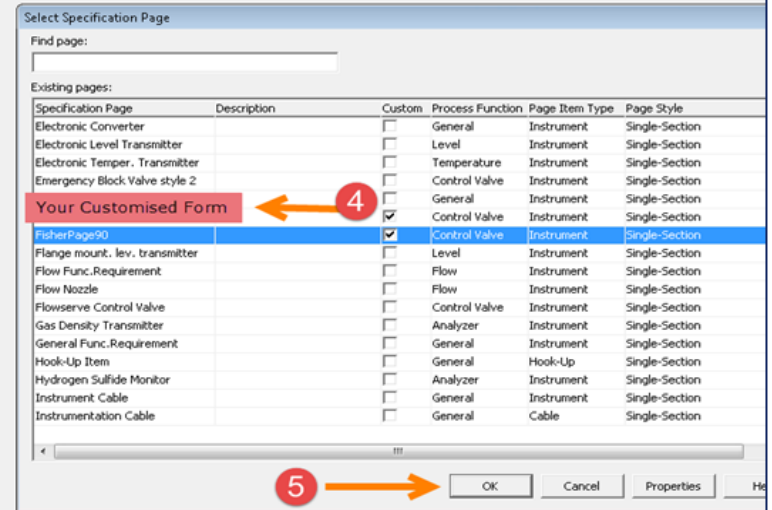 Select Specification Page
Find page:
Existing pages:
Specification Page Description Custom Process Function Page Item Type Page Style
Electronic Converter General Instrument Single-Section
Electronic Level Transmitter Level Instrument Single-Section
Electronic Temper. Transmitter Temperature Instrument Single-Section
Emergency Block Valve style 2 Control Valve Instrument Single-Section
General Instrument Single-Section
Your Customised Form 4 Control Valve Instrument Single-Section
FisherPage90 Control Valve Instrument Single-Section
Flange mount. lev. transmitter Level Instrument Single-Section
Flow Func.Requirement Flow Instrument Single-Section
Flow Nozzle Flow Instrument Single-Section
Flowserve Control Valve Control Valve Instrument Single-Section
Gas Density Transmitter Analyzer Instrument Single-Section
General Func.Requirement General Instrument Single-Section
Hook-Up Item General Hook-Up Single-Section
Hydrogen Sulfide Monitor Analyzer Instrument Single-Section
Instrument Cable General Instrument Single-Section
Instrumentation Cable General Cable Single-Section
5 OK Cancel Properties He